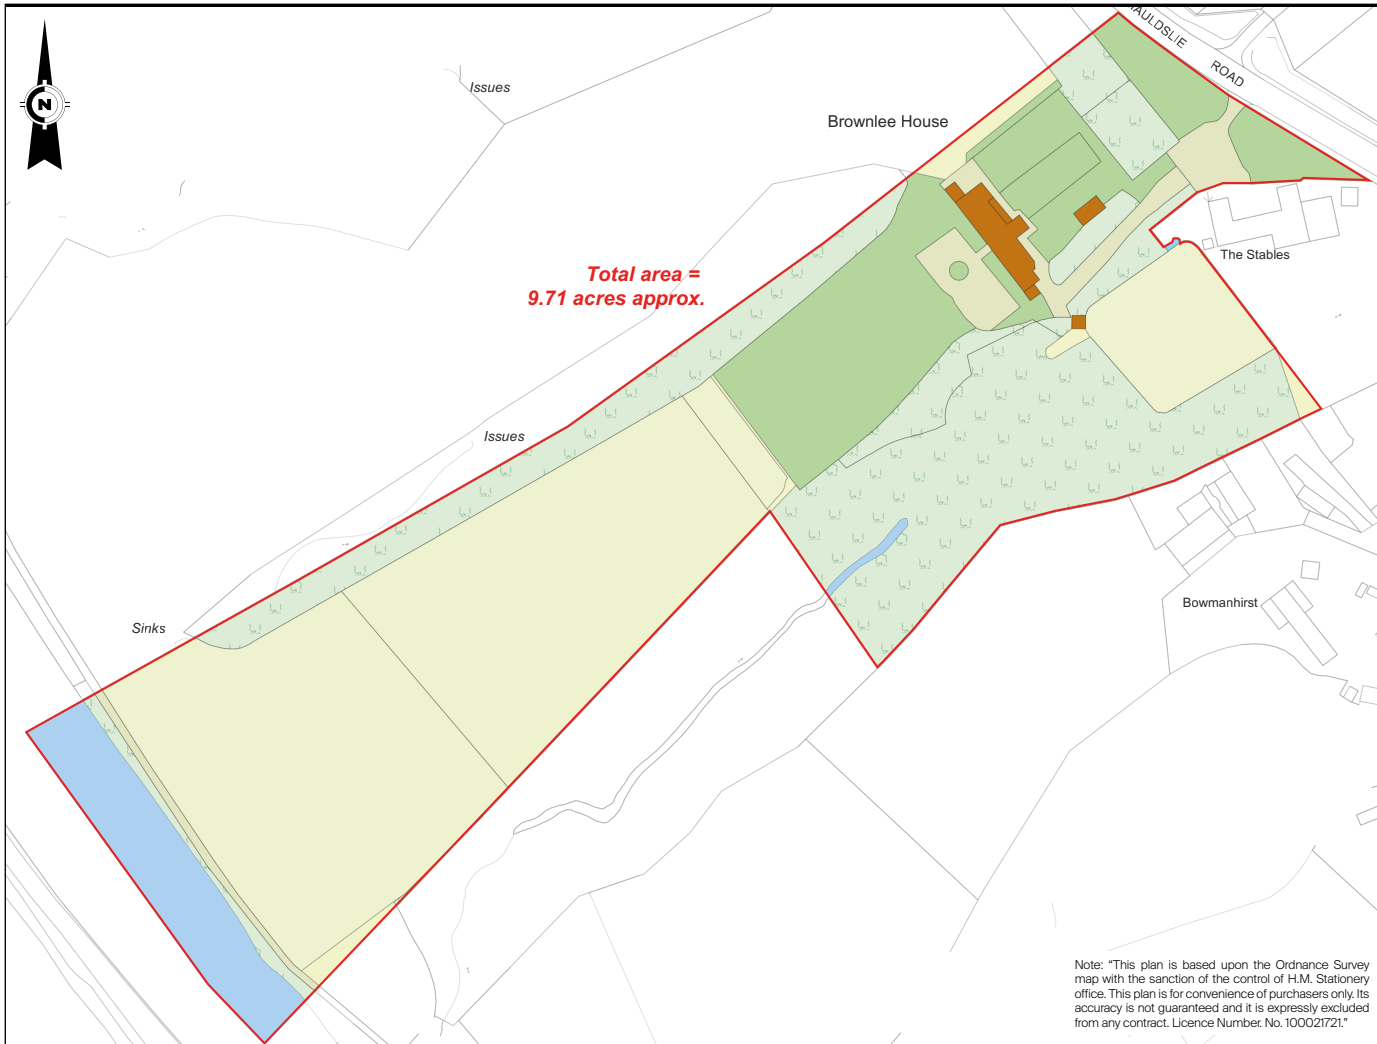 AULDSLIE
ROAD
Issues
Brownlee House
N
The Stables
Total area =
9.71 acres approx.
Issues
Bowmanhirst
Sinks
Note: “This plan is based upon the Ordnance Survey
map with the sanction of the control of H.M. Stationery
office. This plan is for convenience of purchasers only. Its
accuracy is not guaranteed and it is expressly excluded
from any contract. Licence Number. No. 100021721.”